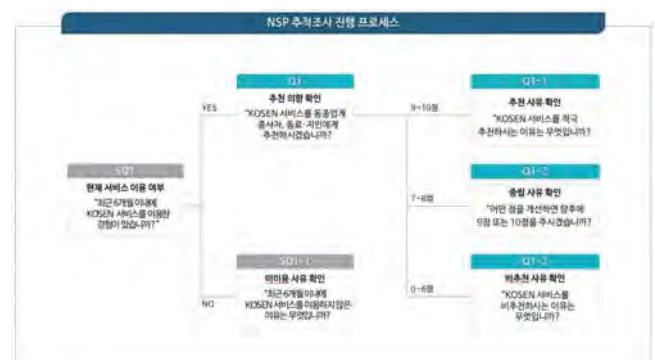 NSP 추적조사 진행 프로세스
SQ1
현재 서비스 이용 여부
"최근 6개월 이내에
KOSEN 서비스를 이용한
경험이 있습니까?"
YES
Q1
추천 의향 확인
"KOSEN 서비스를 동종업계
종사자, 동료·지인에게
추천하시겠습니까?
NO
SQ1-1
미이용 사유 확인
"최근 6개월 이내에
KOSEN 서비스를 이용하지 않은
이유는 무엇입니까?
9~10점
Q1-1
추천 사유 확인
"KOSEN 서비스를 적극
추천하시는 이유는 무엇입니까?
7~8점
Q1-2
중립 사유 확인
"어떤 점을 개선하면 향후에
9점 또는 10점을 주시겠습니까?
0~6점
Q1-3
비추천 사유 확인
"KOSEN 서비스를
비추천하시는 이유는
무엇입니까?